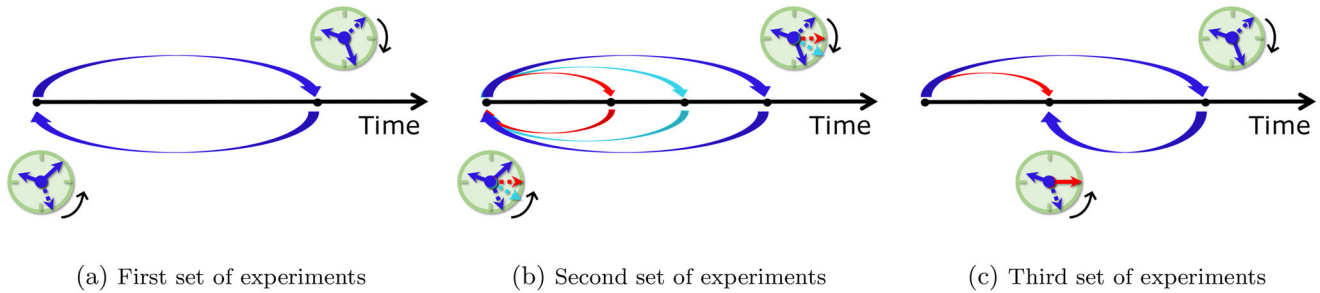 Time
Time
Time
(a) First set of experiments
(b) Second set of experiments
(c) Third set of experiments